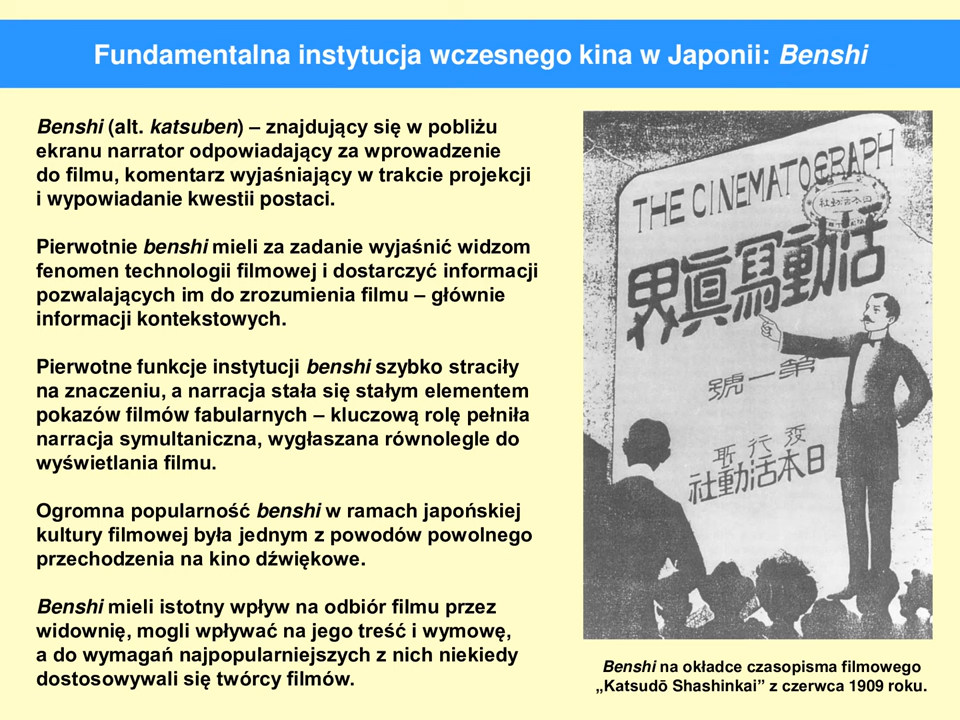 Fundamentalna instytucja wczesnego kina w Japonii: Benshi
Benshi (alt. katsuben) – znajdujący się w pobliżu
ekranu narrator odpowiadający za wprowadzenie
do filmu, komentarz wyjaśniający w trakcie projekcji
i wypowiadanie kwestii postaci.
Pierwotnie benshi mieli za zadanie wyjaśnić widzom
fenomen technologii filmowej i dostarczyć informacji
pozwalających im do zrozumienia filmu – głównie
informacji kontekstowych.
Pierwotne funkcje instytucji benshi szybko straciły
na znaczeniu, a narracja stała się stałym elementem
pokazów filmów fabularnych – kluczową rolę pełniła
narracja symultaniczna, wygłaszana równolegle do
wyświetlania filmu.
Ogromna popularność benshi w ramach japońskiej
kultury filmowej była jednym z powodów powolnego
przechodzenia na kino dźwiękowe.
Benshi mieli istotny wpływ na odbiór filmu przez
widownię, mogli wpływać na jego treść i wymowę,
a do wymagań najpopularniejszych z nich niekiedy
dostosowywali się twórcy filmów.
THE CINEMATOGRAPH
社動活本日
界眞寫動活
號一第
所行發
社動活本日
Benshi na okładce czasopisma filmowego
„Katsudō Shashinkai” z czerwca 1909 roku.